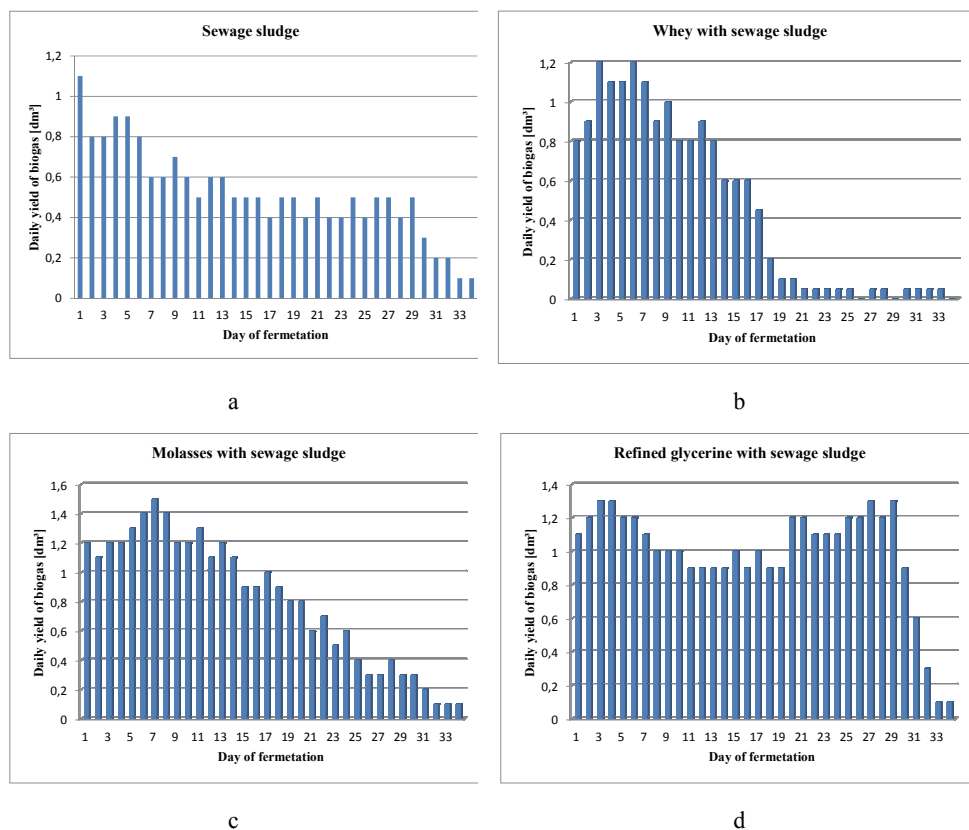 Sewage sludge
Daily yield of biogas [dm³]
1,2
1
0,8
0,6
0,4
0,2
0
1 3 5 7 9 11 13 15 17 19 21 23 25 27 29 31 33
Day of fermetation
a
Whey with sewage sludge
Daily yield of biogas [dm³]
1,2
1
0,8
0,6
0,4
0,2
0
1 3 5 7 9 11 13 15 17 19 21 23 25 27 29 31 33
Day of fermetation
b
Molasses with sewage sludge
Daily yield of biogas [dm³]
1,6
1,4
1,2
1
0,8
0,6
0,4
0,2
0
1 3 5 7 9 11 13 15 17 19 21 23 25 27 29 31 33
Day of fermetation
c
Refined glycerine with sewage sludge
Daily yield of biogas [dm³]
1,4
1,2
1
0,8
0,6
0,4
0,2
0
1 3 5 7 9 11 13 15 17 19 21 23 25 27 29 31 33
Day of fermetation
d